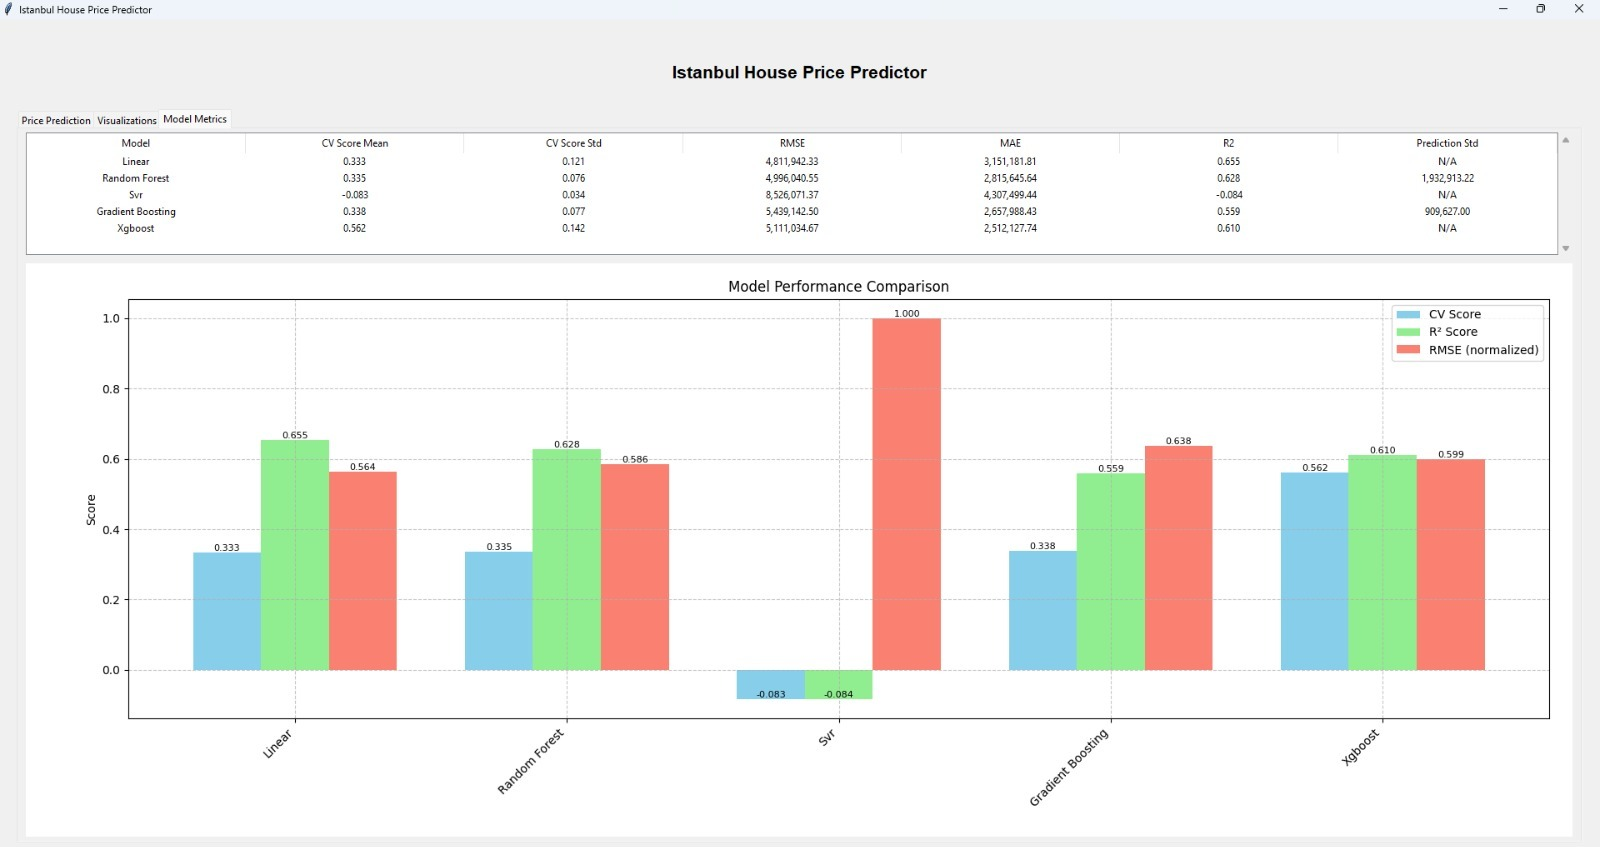 Istanbul House Price Predictor
Istanbul House Price Predictor
Price Prediction Visualizations Model Metrics
Model CV Score Mean CV Score Std RMSE MAE R2 Prediction Std
Linear 0.333 0.121 4,811,942.33 3,151,181.81 0.655 N/A
Random Forest 0.335 0.076 4,996,040.55 2,815,645.64 0.628 1,932,913.22
Svr -0.083 0.034 8,526,071.37 4,307,499.44 -0.084 N/A
Gradient Boosting 0.338 0.077 5,439,142.50 2,657,988.43 0.559 909,627.00
Xgboost 0.562 0.142 5,111,034.67 2,512,127.74 0.610 N/A
Model Performance Comparison
CV Score
R² Score
RMSE (normalized)
Score
1.0
0.8
0.6
0.4
0.2
0.0
0.333 0.655 0.564
0.335 0.628 0.586
-0.083 -0.084 1.000
0.338 0.559 0.638
0.562 0.610 0.599
Linear
Random Forest
Svr
Gradient Boosting
Xgboost